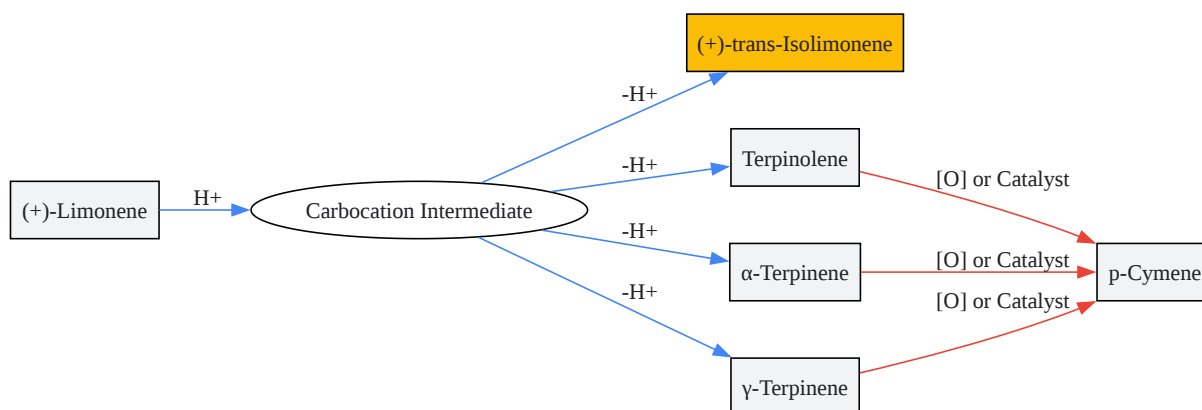 (+)-trans-Isolimonene
-H+
Terpinolene
-H+
[O] or Catalyst
(+)-Limonene
H+
Carbocation Intermediate
-H+
[O] or Catalyst
α-Terpinene
p-Cymene
-H+
[O] or Catalyst
γ-Terpinene